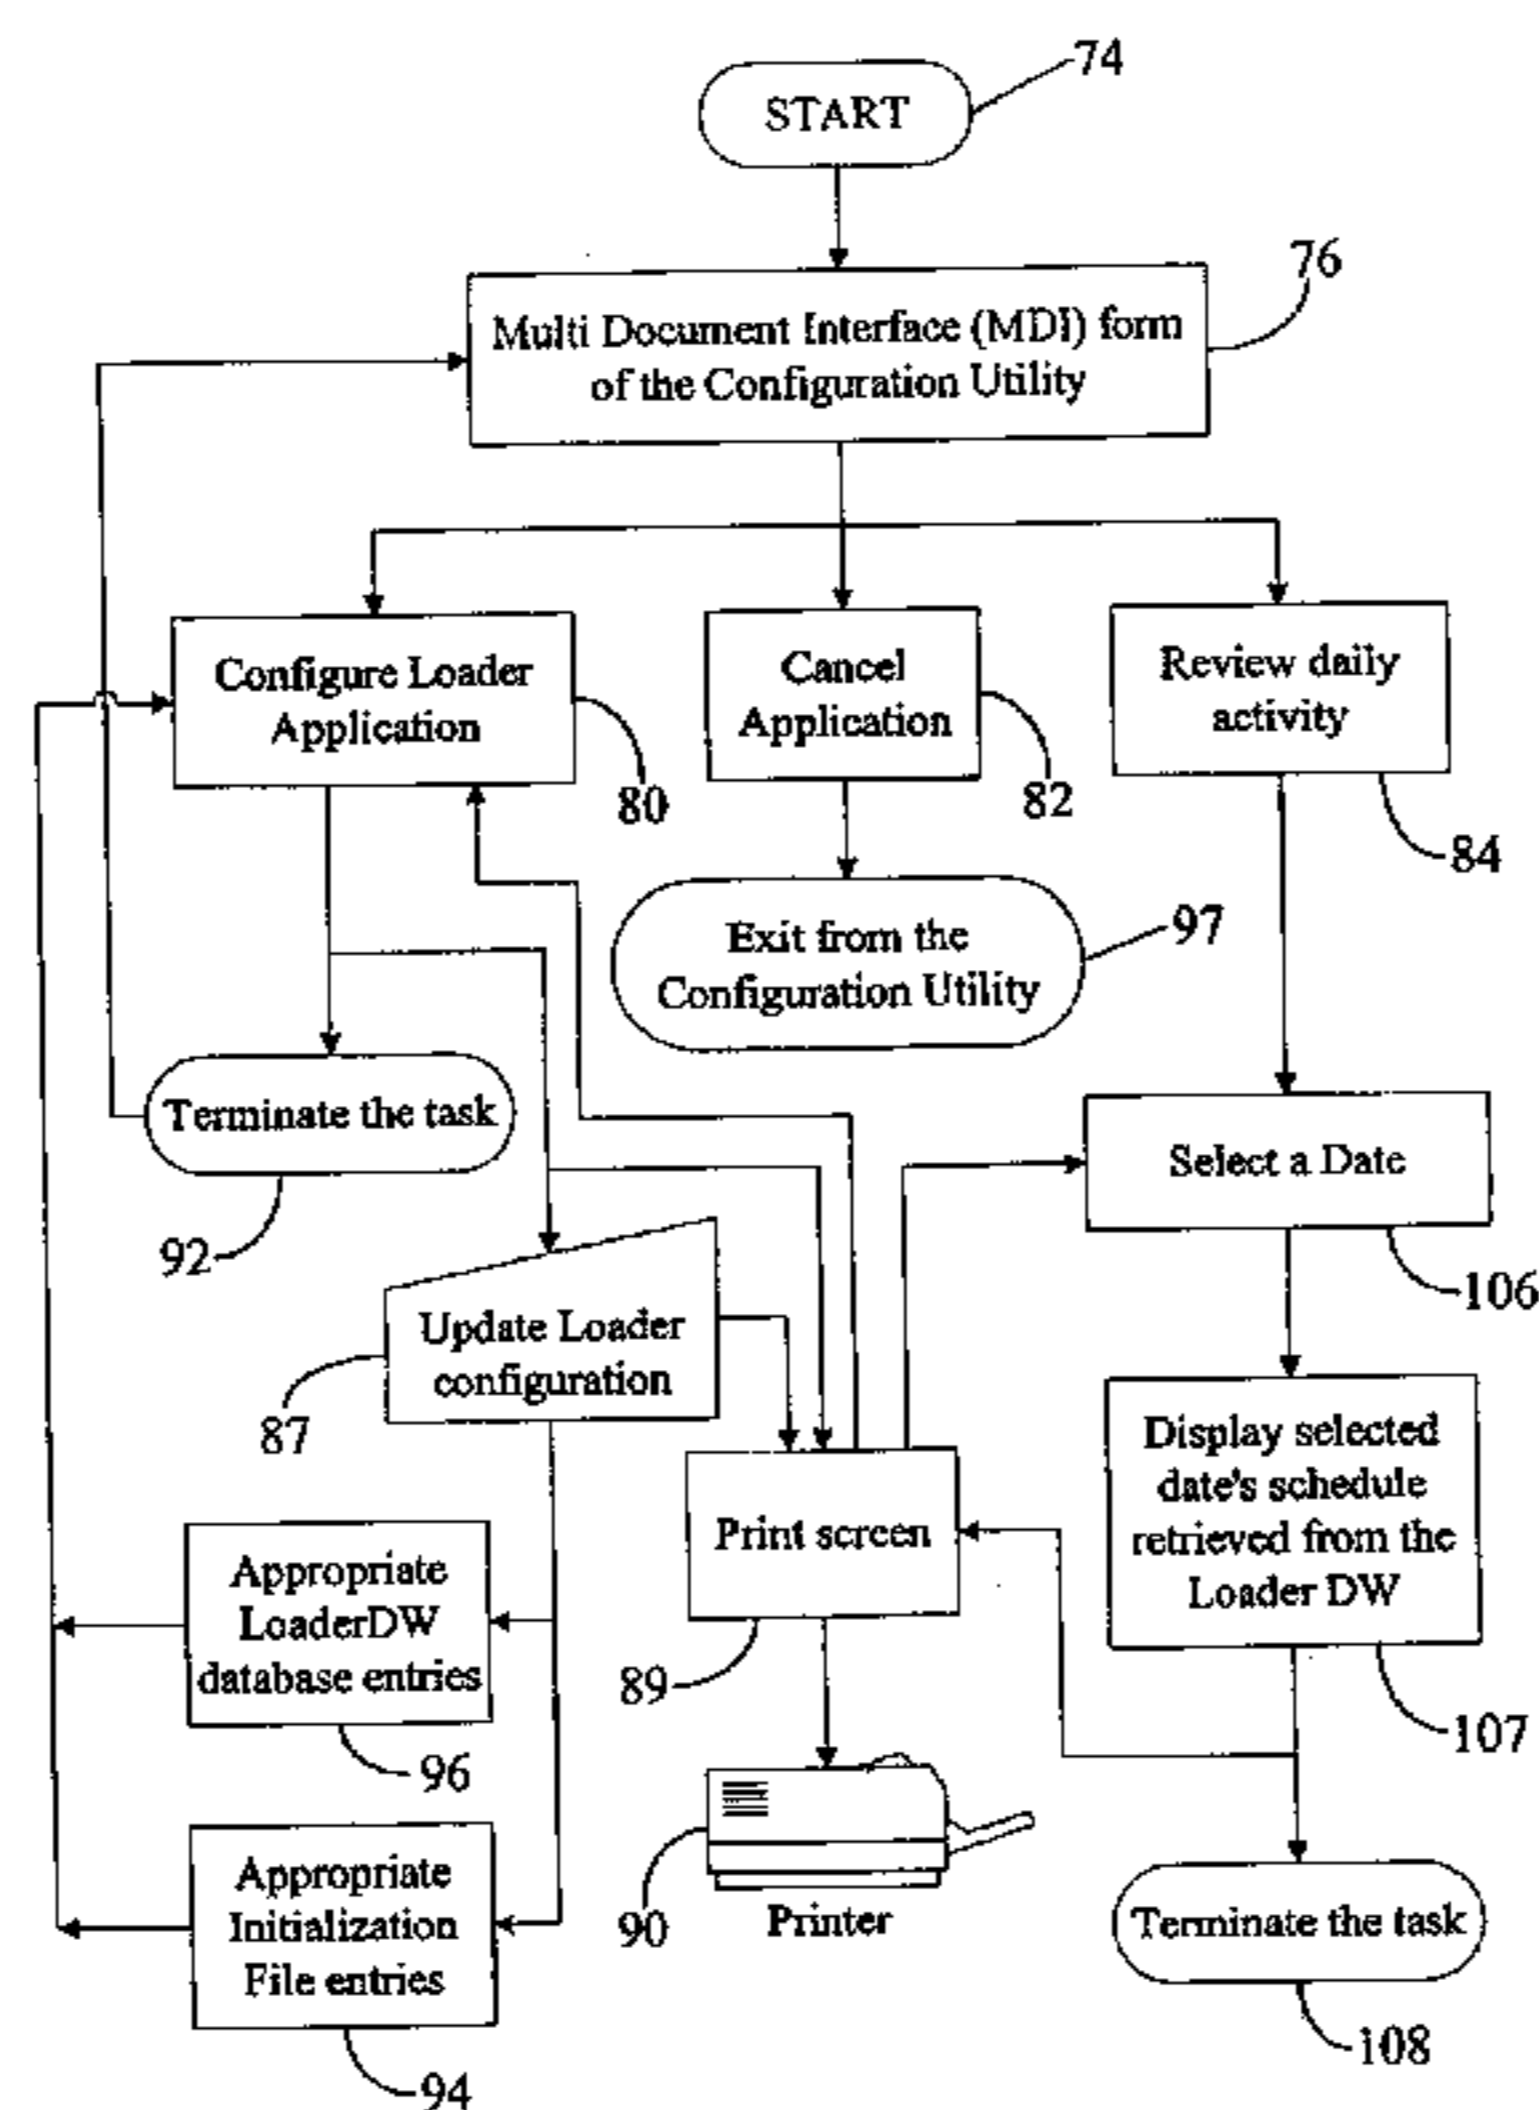 START
74
Multi Document Interface (MDI) form
of the Configuration Utility
76
Configure Loader
Application
80
Cancel
Application
82
Review daily
activity
84
Exit from the
Configuration Utility
97
Terminate the task
92
Select a Date
106
Update Loader
configuration
87
Print screen
89
Display selected
date's schedule
retrieved from the
Loader DW
107
Appropriate
LoaderDW
database entries
96
Printer
90
Appropriate
Initialization
File entries
94
Terminate the task
108